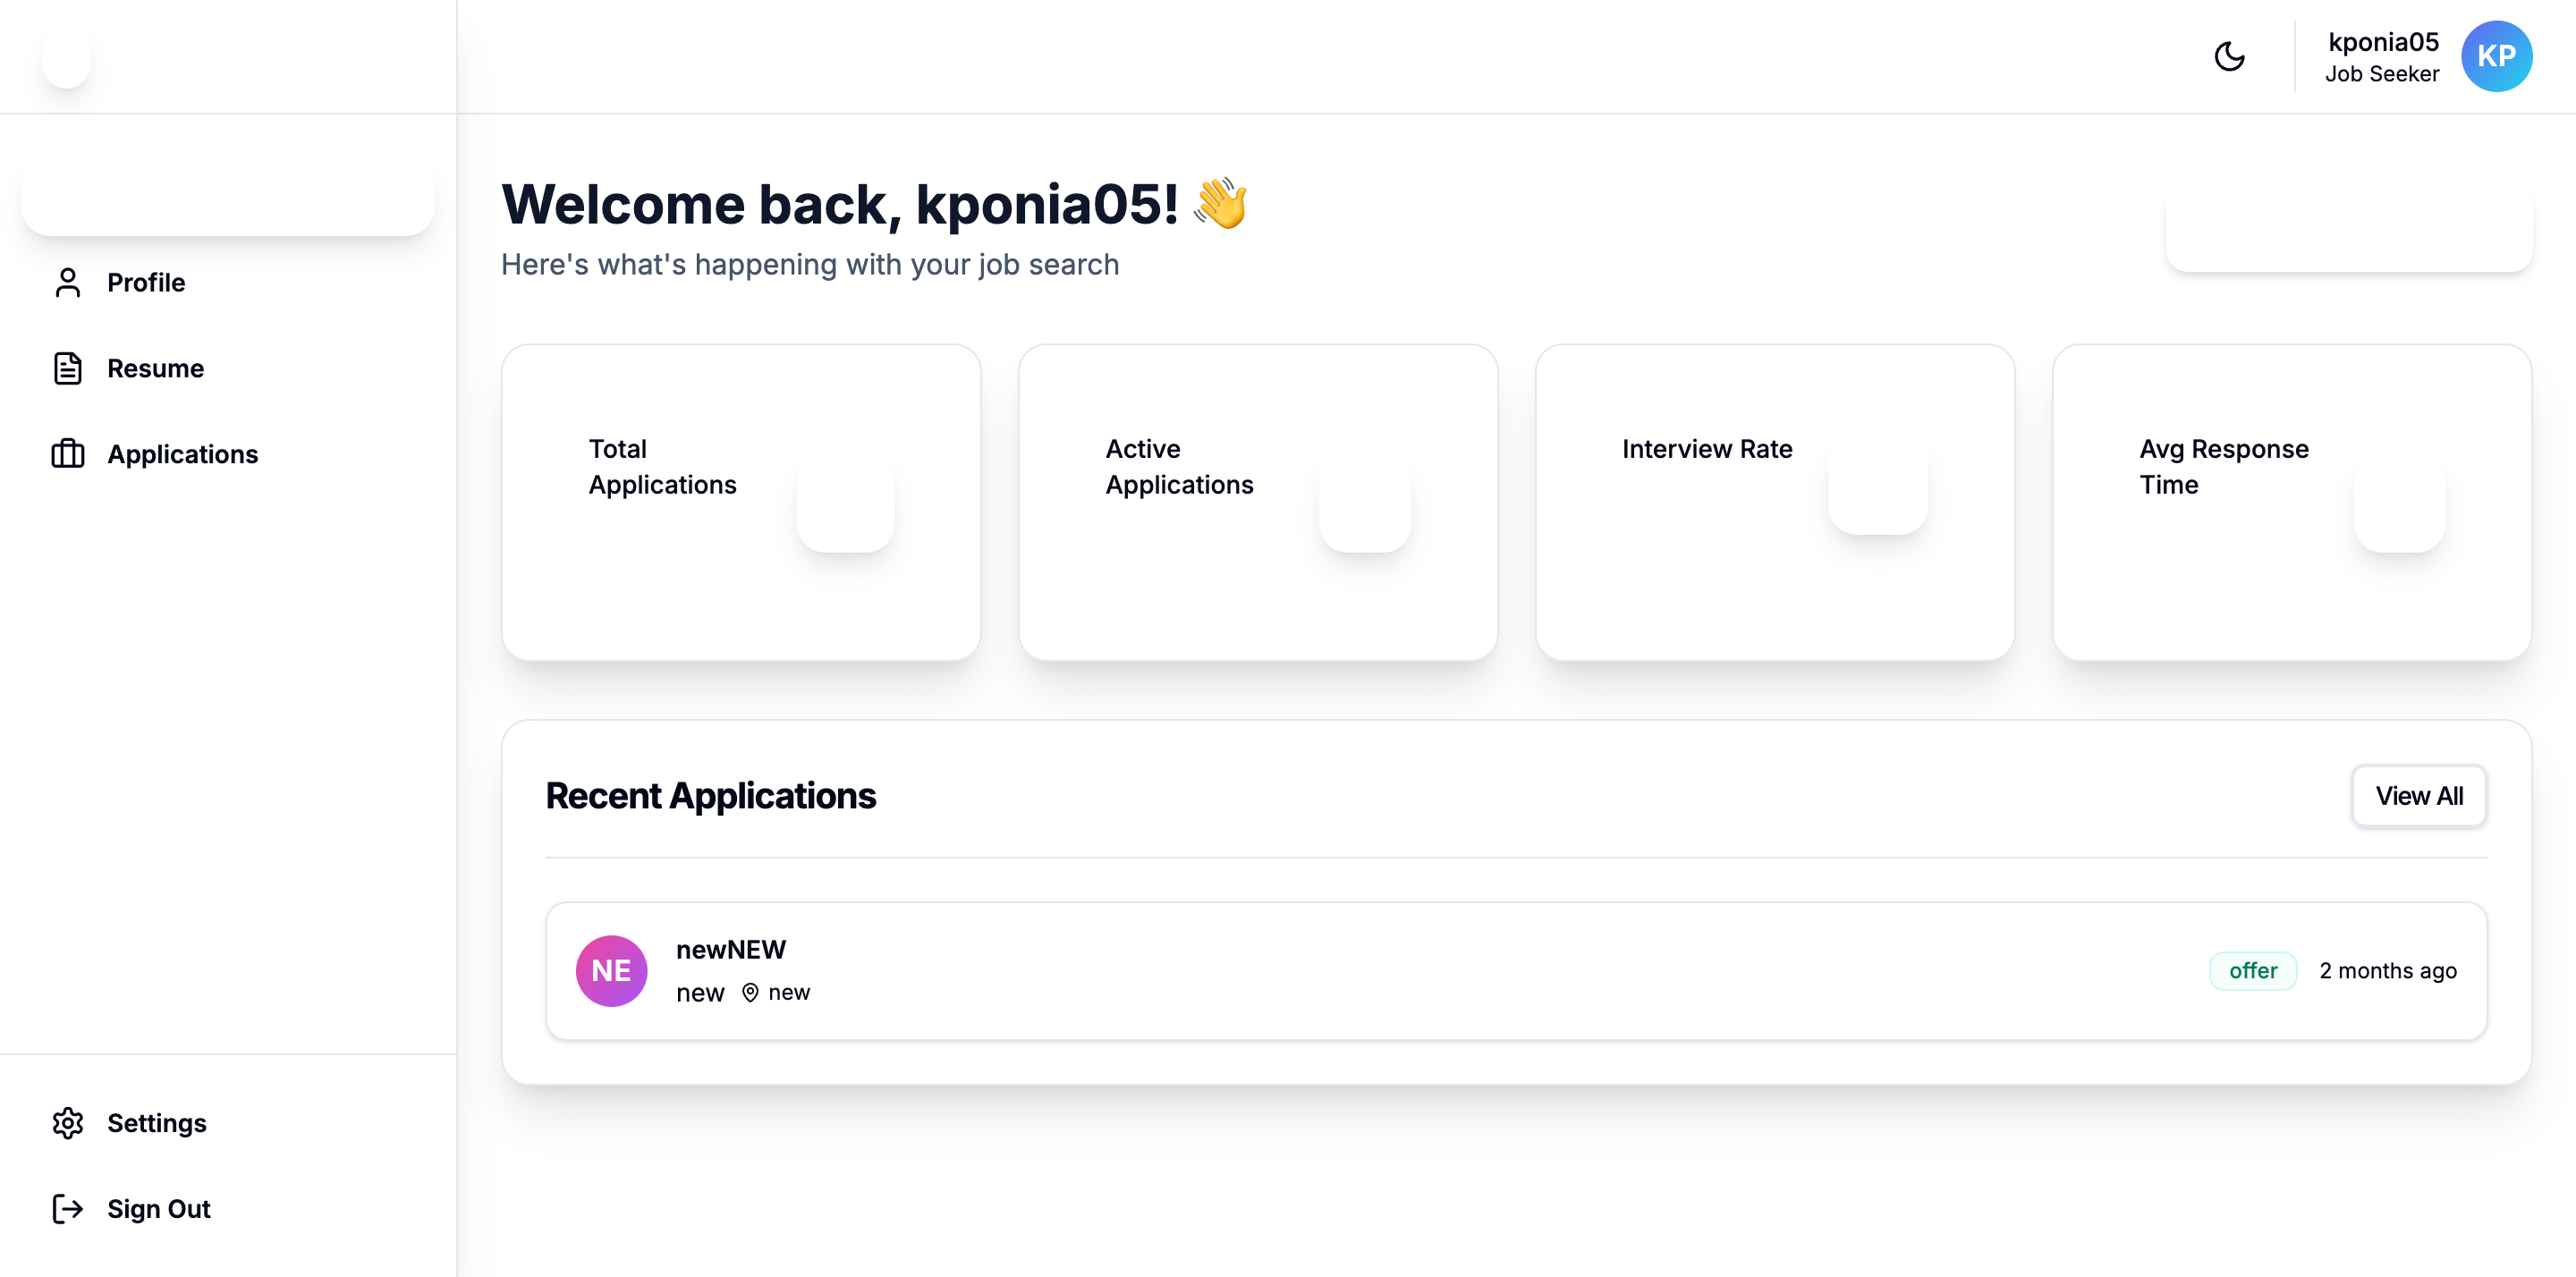 kponia05
Job Seeker
KP
Profile
Resume
Applications
Settings
Sign Out
Welcome back, kponia05! 👋
Here's what's happening with your job search
Total
Applications
Active
Applications
Interview Rate
Avg Response
Time
Recent Applications
View All
NE
newNEW
new
new
offer
2 months ago